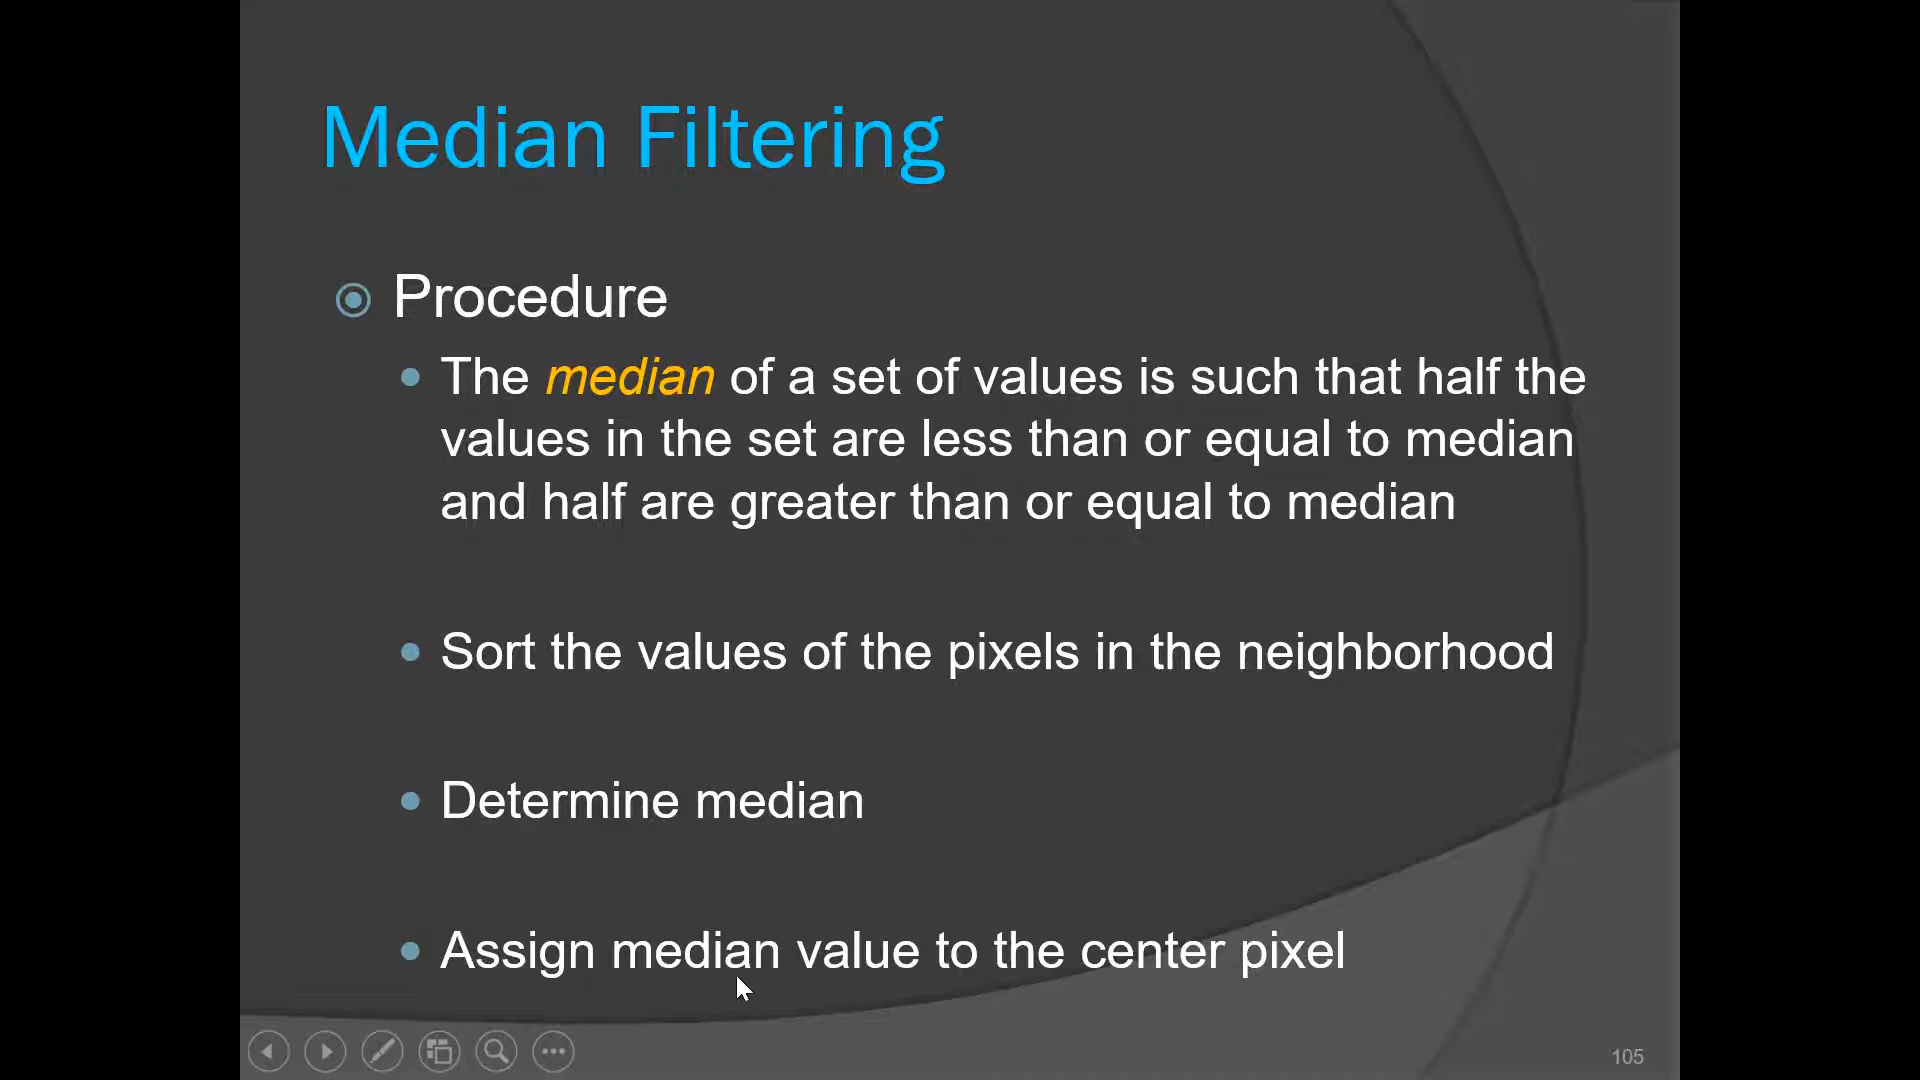 Median Filtering
Procedure
The median of a set of values is such that half the
values in the set are less than or equal to median
and half are greater than or equal to median
Sort the values of the pixels in the neighborhood
Determine median
Assign median value to the center pixel
105